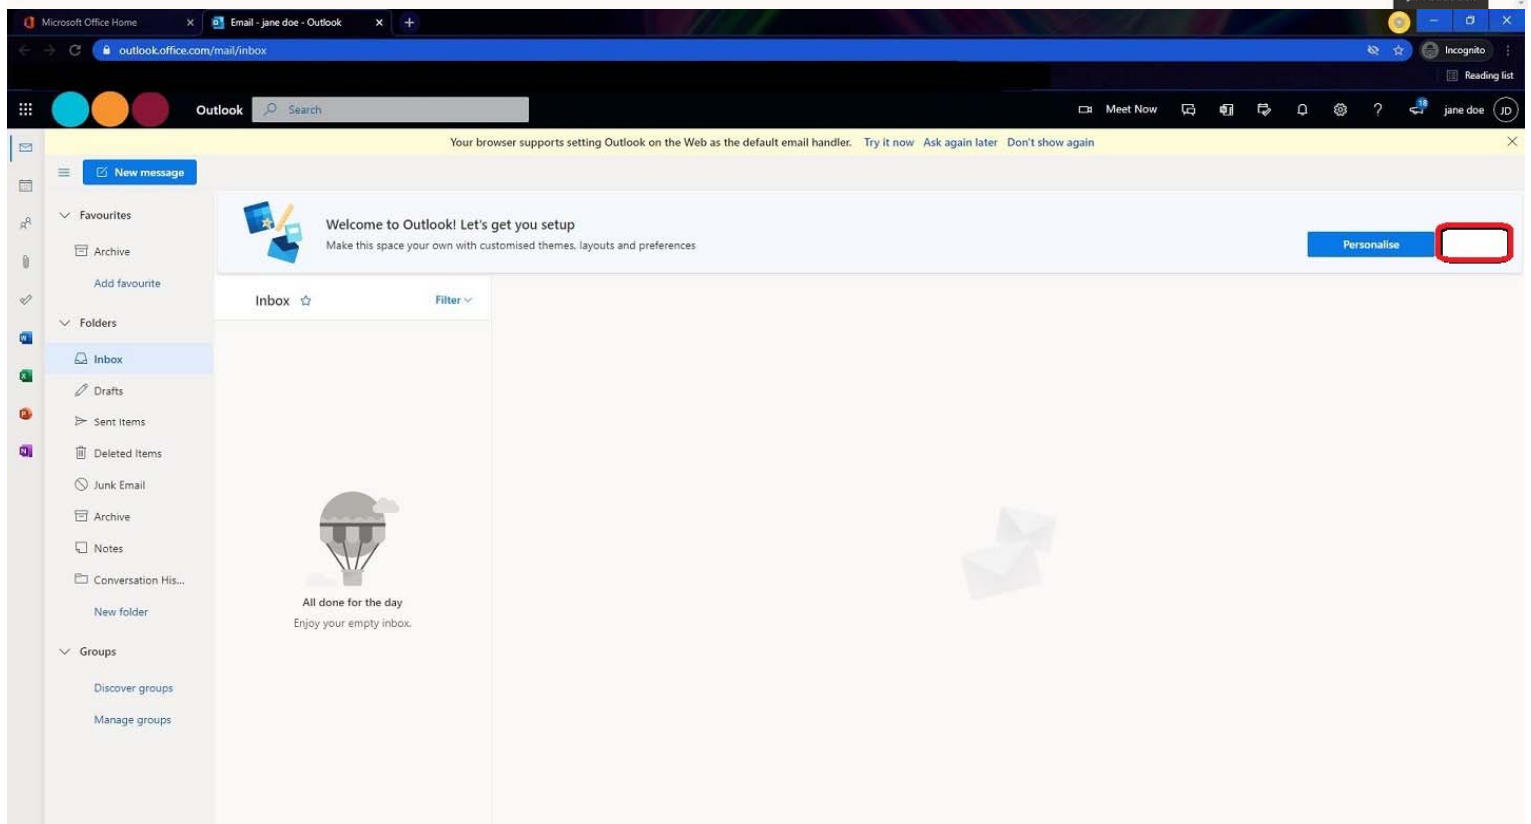 Microsoft Office Home
Email - jane doe - Outlook
outlook.office.com/mail/inbox
Incognito
Reading list
Outlook
Search
Meet Now
18
jane doe
JD
Your browser supports setting Outlook on the Web as the default email handler. Try it now Ask again later Don't show again
New message
Favourites
Archive
Add favourite
Folders
Inbox
Drafts
Sent Items
Deleted Items
Junk Email
Archive
Notes
Conversation His...
New folder
Groups
Discover groups
Manage groups
Welcome to Outlook! Let's get you setup
Make this space your own with customised themes, layouts and preferences
Personalise
Inbox
Filter
All done for the day
Enjoy your empty inbox.